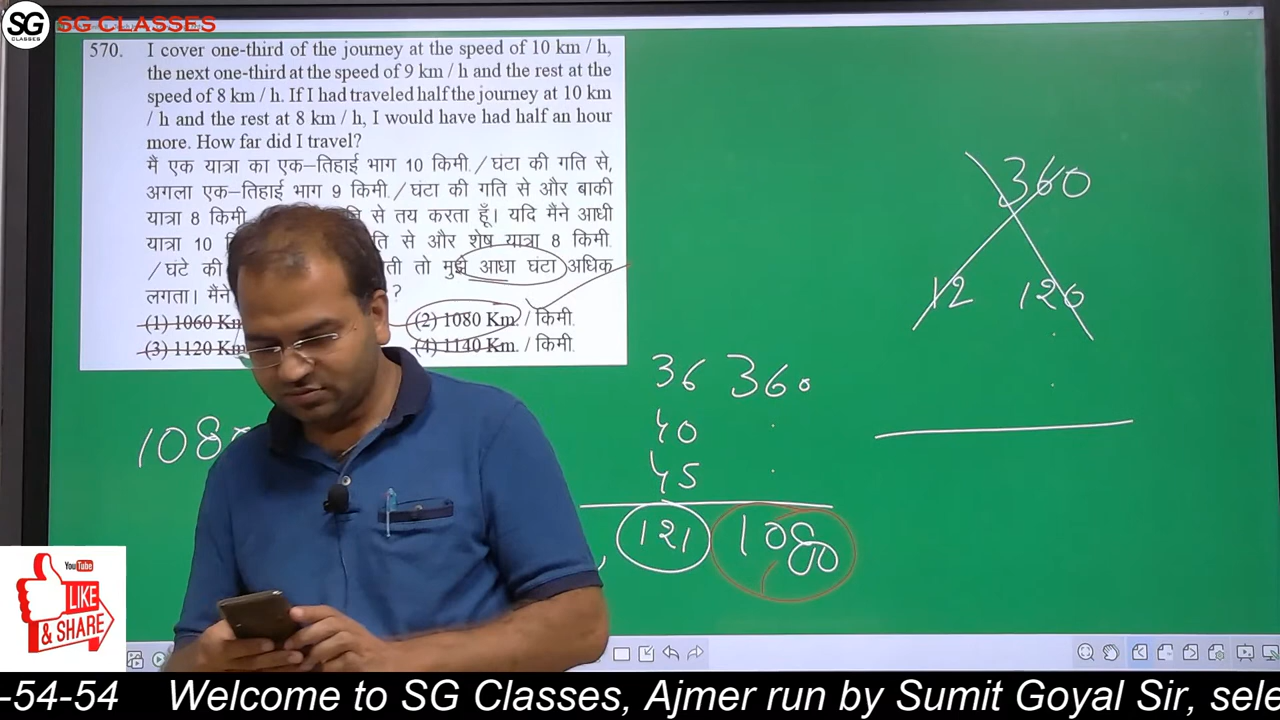 SG CLASSES
SG
CLASSES
570. I cover one-third of the journey at the speed of 10 km / h,
the next one-third at the speed of 9 km / h and the rest at the
speed of 8 km / h. If I had traveled half the journey at 10 km
/ h and the rest at 8 km / h, I would have had half an hour
more. How far did I travel?
मैं एक यात्रा का एक–तिहाई भाग 10 किमी. / घंटा की गति से,
अगला एक–तिहाई भाग 9 किमी. / घंटा की गति से और बाकी
यात्रा 8 किमी. से तय करता हूँ। यदि मैंने आधी
यात्रा 10 गति से और शेष यात्रा 8 किमी.
/घंटे की तो मुझे आधा घंटा अधिक
लगता। मैंने ?
(1) 1060 Km (2) 1080 Km. / किमी.
(3) 1120 Km (4) 1140 Km. / किमी.
360
12 120
36 360
40
45
121 1080
108
YouTube
LIKE
& SHARE
-54-54 Welcome to SG Classes, Ajmer run by Sumit Goyal Sir, sele